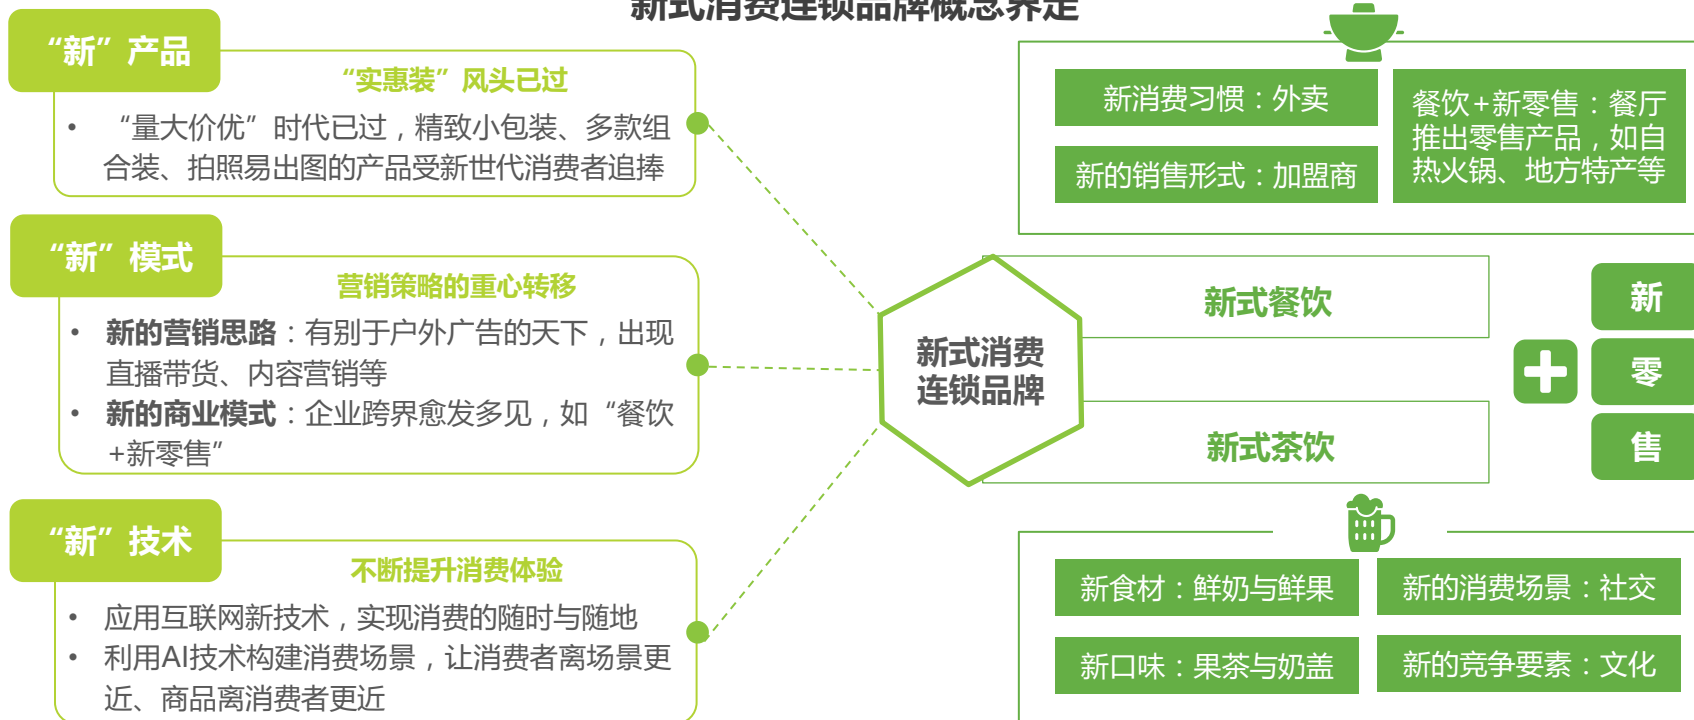 新式消费连锁品牌概念界定
“新”产品
“实惠装”风头已过
• “量大价优”时代已过，精致小包装、多款组
合装、拍照易出图的产品受新世代消费者追捧
“新”模式
营销策略的重心转移
• 新的营销思路：有别于户外广告的天下，出现
直播带货、内容营销等
• 新的商业模式：企业跨界愈发多见，如“餐饮
+新零售”
“新”技术
不断提升消费体验
• 应用互联网新技术，实现消费的随时与随地
• 利用AI技术构建消费场景，让消费者离场景更
近、商品离消费者更近
新式消费
连锁品牌
新消费习惯：外卖
新的销售形式：加盟商
餐饮+新零售：餐厅
推出零售产品，如自
热火锅、地方特产等
新式餐饮
新式茶饮
新
零
售
新食材：鲜奶与鲜果
新的消费场景：社交
新口味：果茶与奶盖
新的竞争要素：文化